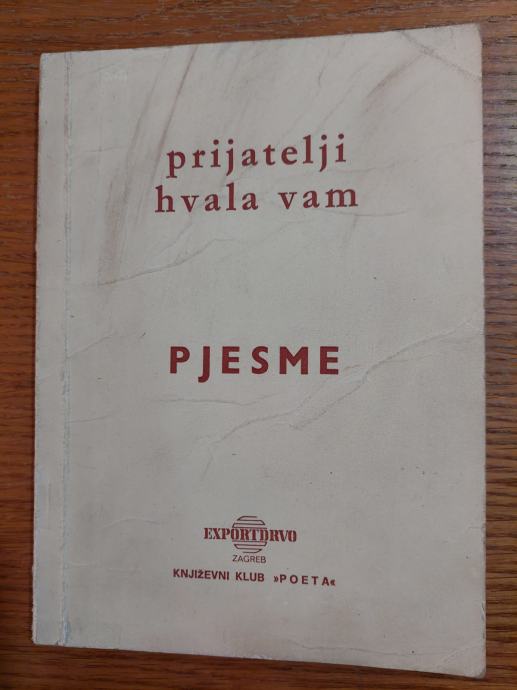 prijatelji
hvala vam
PJESME
EXPORTDRVO
ZAGREB
KNJIŽEVNI KLUB »POETA«